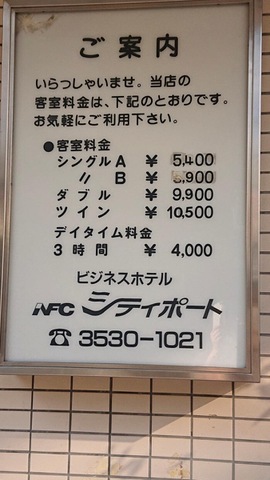 ご案内
いらっしゃいませ。当店の
客室料金は、下記のとおりです。
お気軽にご利用下さい。
●客室料金
シングルA ¥ 5,400
〃 B ¥ ,900
ダブル ¥ 9,900
ツイン ¥ 10,500
デイタイム料金
3時間 ¥ 4,000
ビジネスホテル
NFC シティポート
☎ 3530-1021